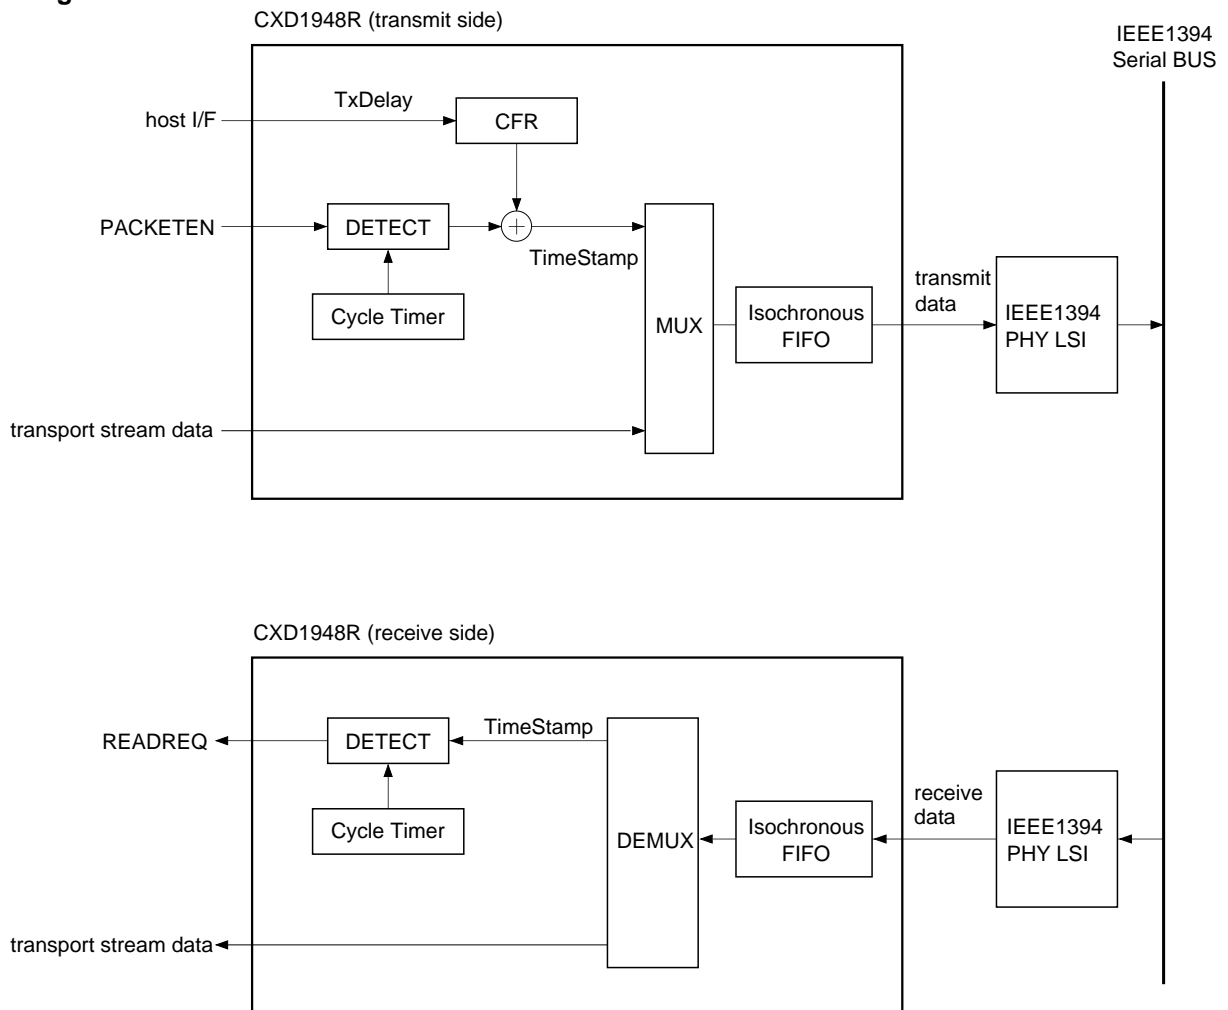 CXD1948R (transmit side)
IEEE1394
Serial BUS
TxDelay
host I/F
CFR
PACKETEN
DETECT
+
TimeStamp
Cycle Timer
MUX
Isochronous
FIFO
transmit
data
IEEE1394
PHY LSI
transport stream data
CXD1948R (receive side)
READREQ
DETECT
TimeStamp
Cycle Timer
DEMUX
Isochronous
FIFO
receive
data
IEEE1394
PHY LSI
transport stream data